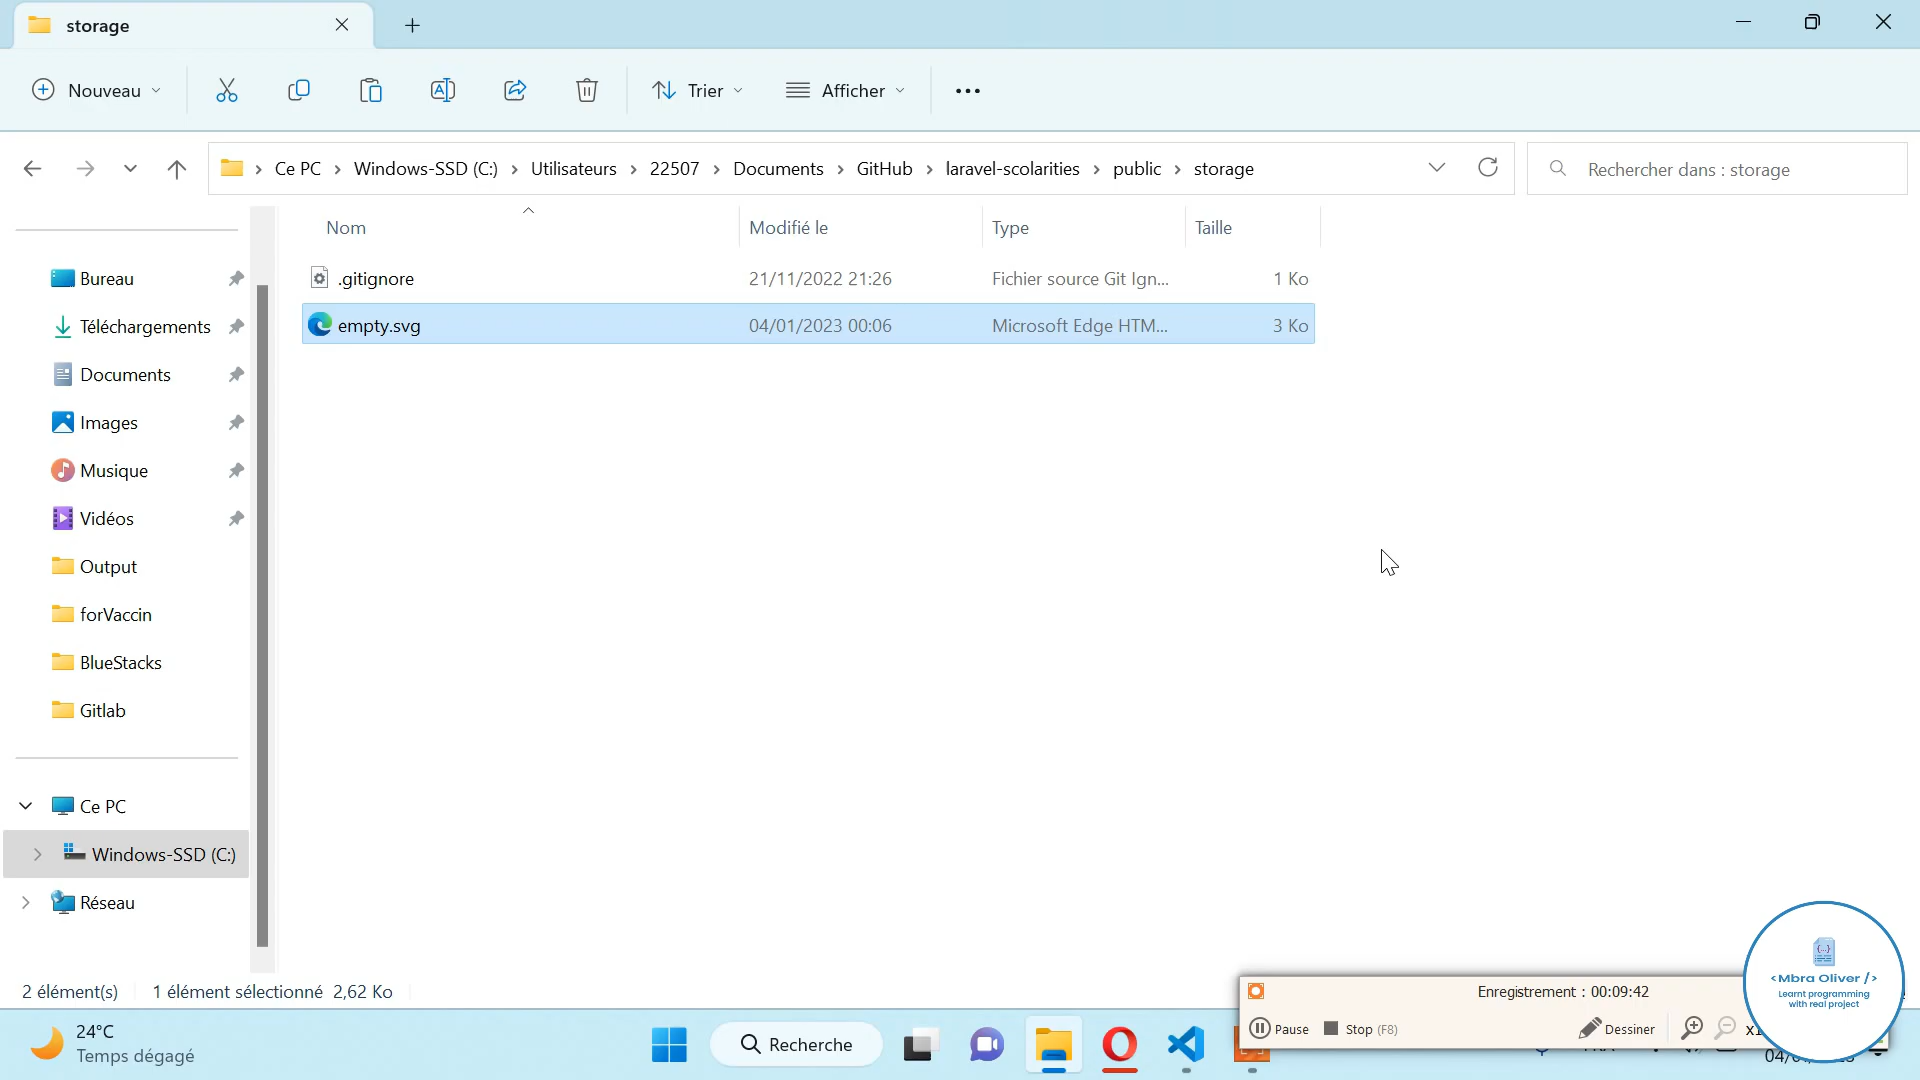 storage
Nouveau
Trier
Afficher
Ce PC
Windows-SSD (C:)
Utilisateurs
22507
Documents
GitHub
laravel-scolarities
public
storage
Rechercher dans : storage
Nom
Modifié le
Type
Taille
.gitignore
21/11/2022 21:26
Fichier source Git Ign...
1 Ko
empty.svg
04/01/2023 00:06
Microsoft Edge HTM...
3 Ko
Bureau
Téléchargements
Documents
Images
Musique
Vidéos
Output
forVaccin
BlueStacks
Gitlab
Ce PC
Windows-SSD (C:)
Réseau
2 élément(s)
1 élément sélectionné 2,62 Ko
Enregistrement : 00:09:42
Pause
Stop (F8)
Dessiner
<Mbra Oliver />
Learnt programming
with real project
24°C
Temps dégagé
Recherche